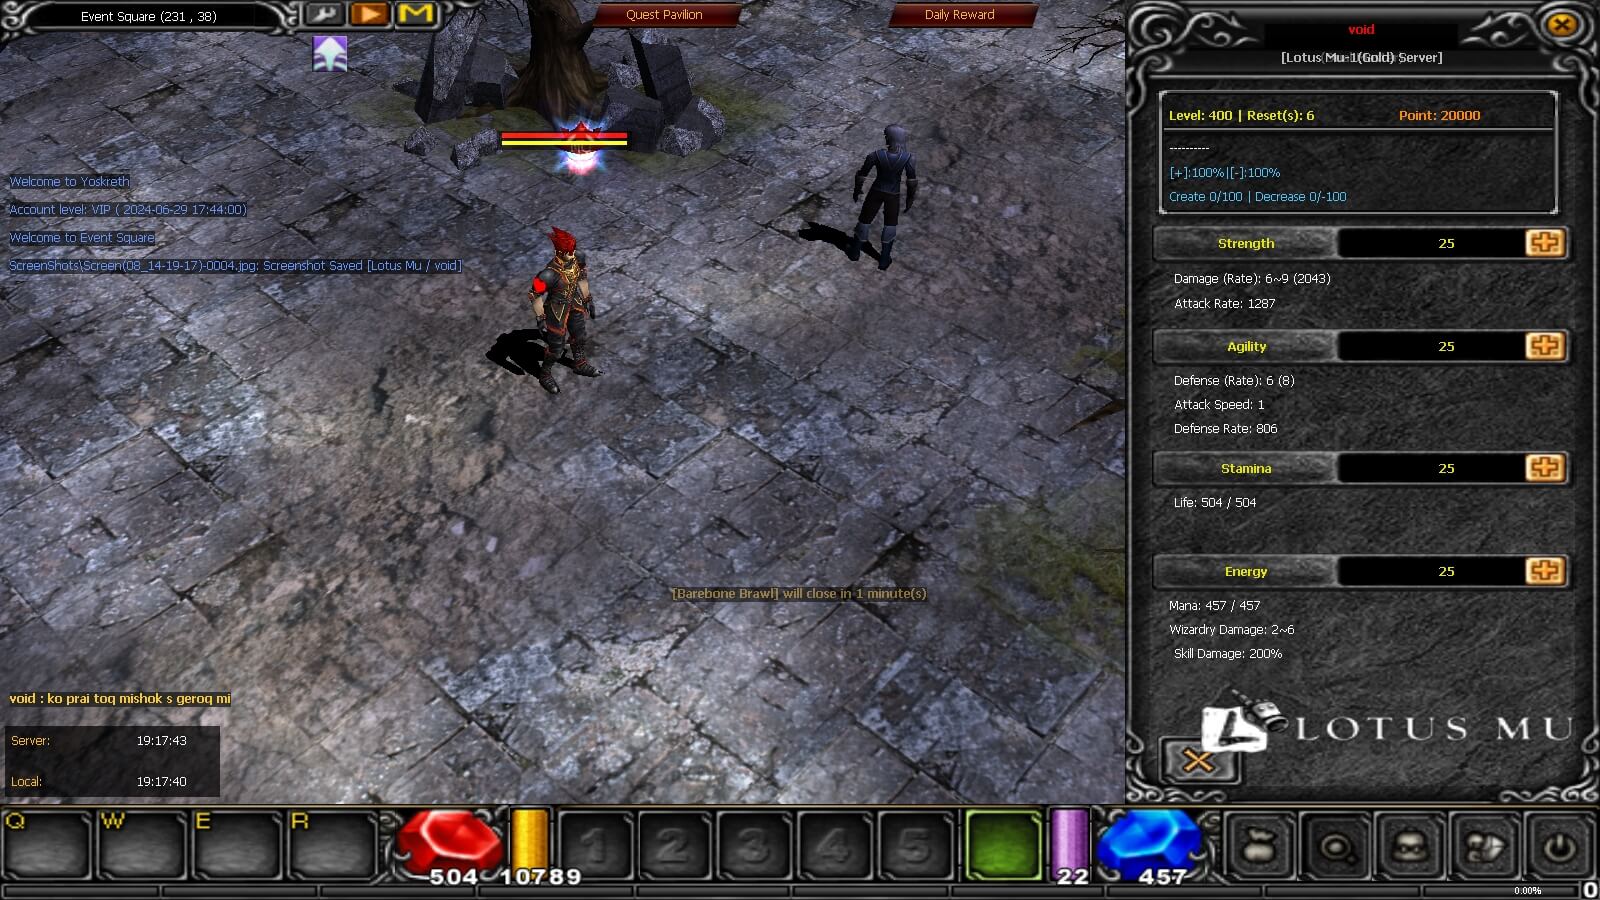 Event Square (231 , 38)
Quest Pavilion
Daily Reward
void
[Lotus Mu-1(Gold) Server]
Level: 400 | Reset(s): 6
Point: 20000
----------
[+]:100%|[-]:100%
Create 0/100 | Decrease 0/-100
Strength 25
Damage (Rate): 6~9 (2043)
Attack Rate: 1287
Agility 25
Defense (Rate): 6 (8)
Attack Speed: 1
Defense Rate: 806
Stamina 25
Life: 504 / 504
Energy 25
Mana: 457 / 457
Wizardry Damage: 2~6
Skill Damage: 200%
LOTUS MU
Welcome to Yoskreth
Account level: VIP ( 2024-06-29 17:44:00)
Welcome to Event Square
ScreenShots\Screen(08_14-19-17)-0004.jpg: Screenshot Saved [Lotus Mu / void]
[Barebone Brawl] will close in 1 minute(s)
void : ko prai toq mishok s geroq mi
Server: 19:17:43
Local: 19:17:40
Q W E R
1 2 3 4 5
504 10789 22 457
0.00% 0